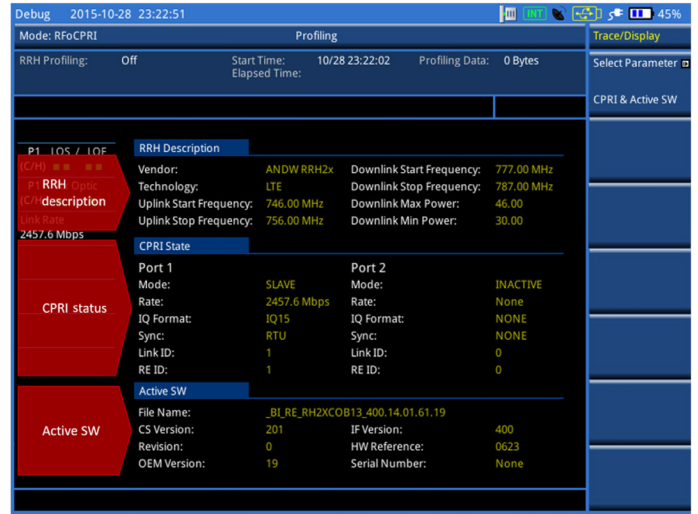 Debug 2015-10-28 23:22:51 INT 45%
Mode: RFoCPRI Profiling Trace/Display
RRH Profiling: Off Start Time: 10/28 23:22:02 Profiling Data: 0 Bytes
Elapsed Time:
Select Parameter
CPRI & Active SW
P1 LOS / LOF
(C/H)
P1 Optic
(C/H)
Link Rate
2457.6 Mbps
RRH
description
RRH Description
Vendor: ANDW RRH2x Downlink Start Frequency: 777.00 MHz
Technology: LTE Downlink Stop Frequency: 787.00 MHz
Uplink Start Frequency: 746.00 MHz Downlink Max Power: 46.00
Uplink Stop Frequency: 756.00 MHz Downlink Min Power: 30.00
CPRI status
CPRI State
Port 1 Port 2
Mode: SLAVE Mode: INACTIVE
Rate: 2457.6 Mbps Rate: None
IQ Format: IQ15 IQ Format: NONE
Sync: RTU Sync: NONE
Link ID: 1 Link ID: 0
RE ID: 1 RE ID: 0
Active SW
Active SW
File Name: _BI_RE_RH2XCOB13_400.14.01.61.19
CS Version: 201 IF Version: 400
Revision: 0 HW Reference: 0623
OEM Version: 19 Serial Number: None